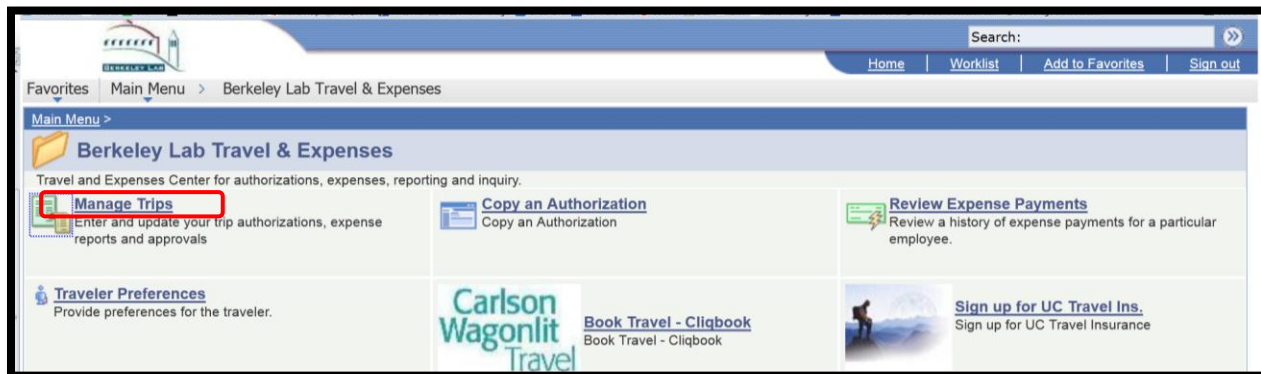 Search:
BERKELEY LAB
Home | Worklist | Add to Favorites | Sign out
Favorites Main Menu > Berkeley Lab Travel & Expenses
Main Menu >
Berkeley Lab Travel & Expenses
Travel and Expenses Center for authorizations, expenses, reporting and inquiry.
Manage Trips
Enter and update your trip authorizations, expense
reports and approvals
Copy an Authorization
Copy an Authorization
Review Expense Payments
Review a history of expense payments for a particular
employee.
Traveler Preferences
Provide preferences for the traveler.
Carlson
Wagonlit
Travel
Book Travel - Cliqbook
Book Travel - Cliqbook
Sign up for UC Travel Ins.
Sign up for UC Travel Insurance